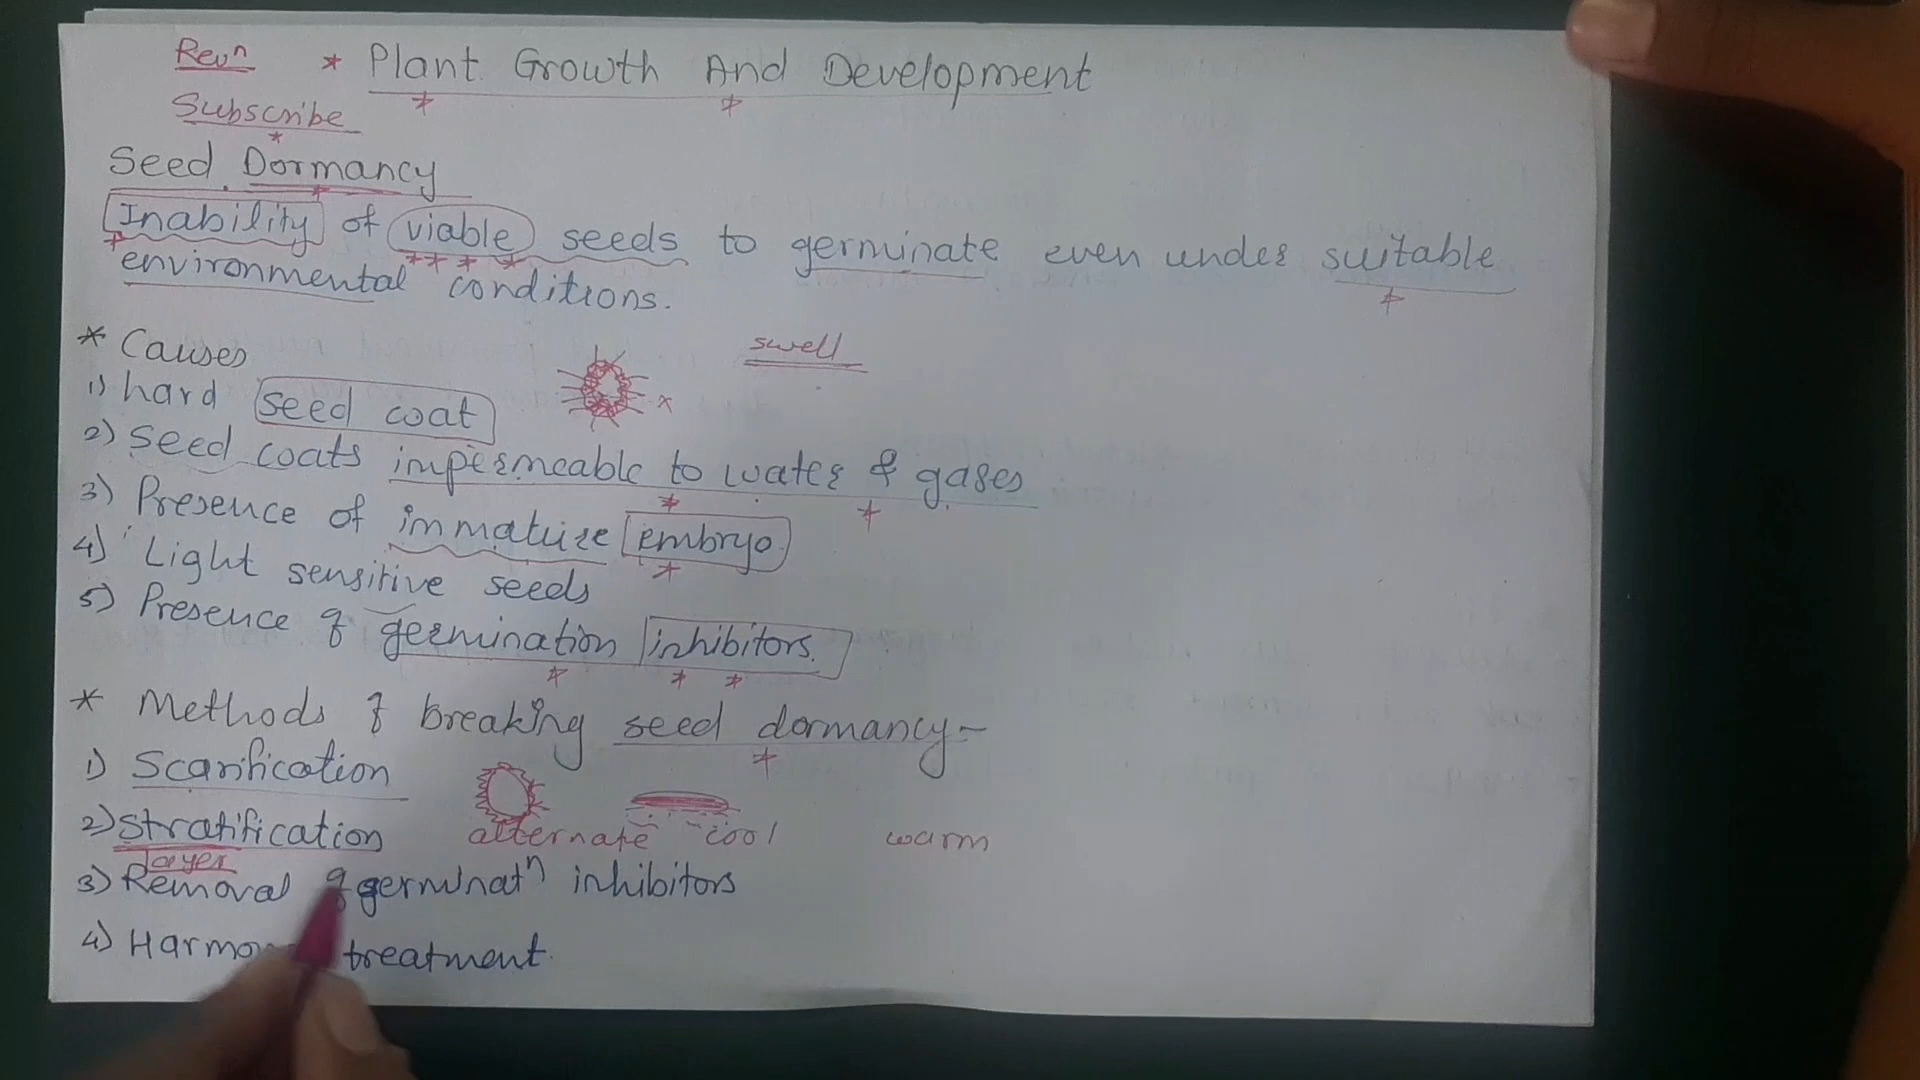 Revn * Plant Growth And Development
Subscribe
Seed Dormancy
Inability of viable seeds to germinate even under suitable
environmental conditions.
* Causes
swell
1) hard seed coat
2) Seed coats impermeable to water & gases
3) Presence of immature embryo
4) Light sensitive seeds
5) Presence of germination inhibitors.
* Methods of breaking seed dormancy-
1) Scarification
2) Stratification alternate cool warm
layer
3) Removal of germinatn inhibitors
4) treatment.